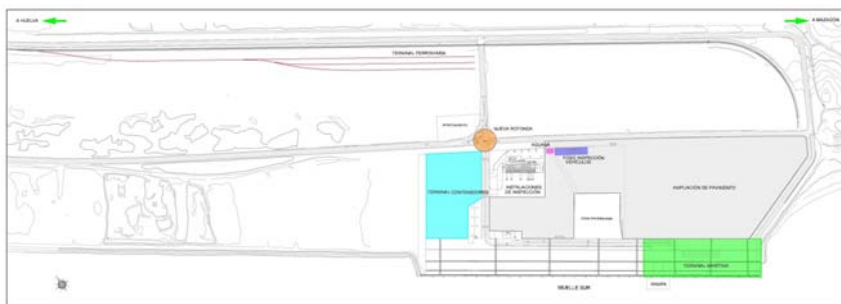 A HUELVA
A MAZAGÓN
TERMINAL FERROVIARIA
NUEVA ROTONDA
ADUANA
FOSO INSPECCIÓN
VEHÍCULOS
TERMINAL CONTENEDORES
INSTALACIONES
DE INSPECCIÓN
AMPLIACIÓN DE PAVIMENTO
TERMINAL MARÍTIMA
MUELLE SUR